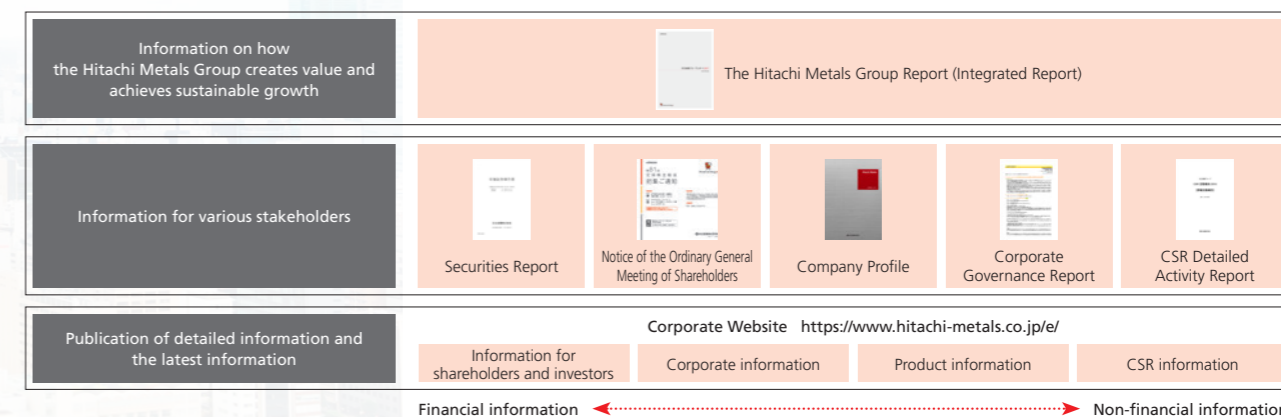 Information on how
the Hitachi Metals Group creates value and
achieves sustainable growth
The Hitachi Metals Group Report (Integrated Report)
Information for various stakeholders
Securities Report
Notice of the Ordinary General
Meeting of Shareholders
Company Profile
Corporate
Governance Report
CSR Detailed
Activity Report
Publication of detailed information and
the latest information
Corporate Website https://www.hitachi-metals.co.jp/e/
Information for
shareholders and investors
Corporate information
Product information
CSR information
Financial information
Non-financial information